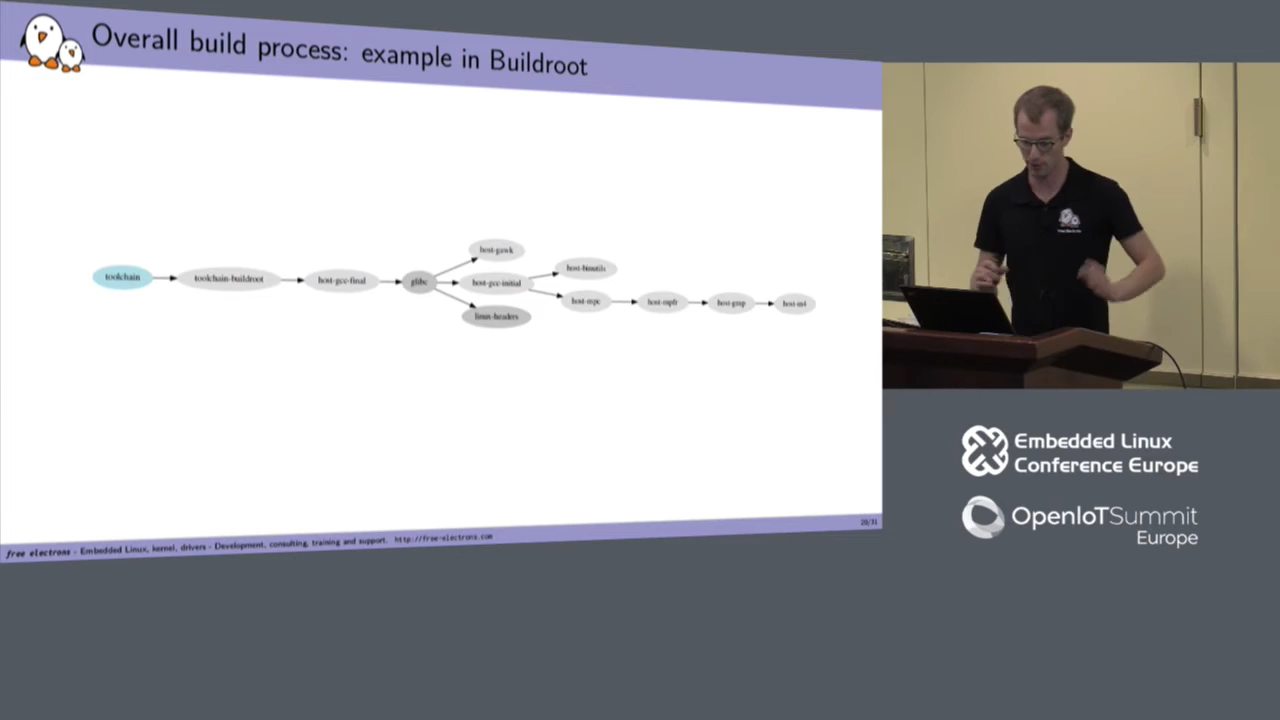 Overall build process: example in Buildroot
host-gawk
host-binutils
toolchain
toolchain-buildroot
host-gcc-final
glibc
host-gcc-initial
host-mpc
host-mpfr
host-gmp
host-m4
linux-headers
Embedded Linux
Conference Europe
OpenIoTSummit
Europe
free electrons - Embedded Linux, kernel, drivers - Development, consulting, training and support. http://free-electrons.com